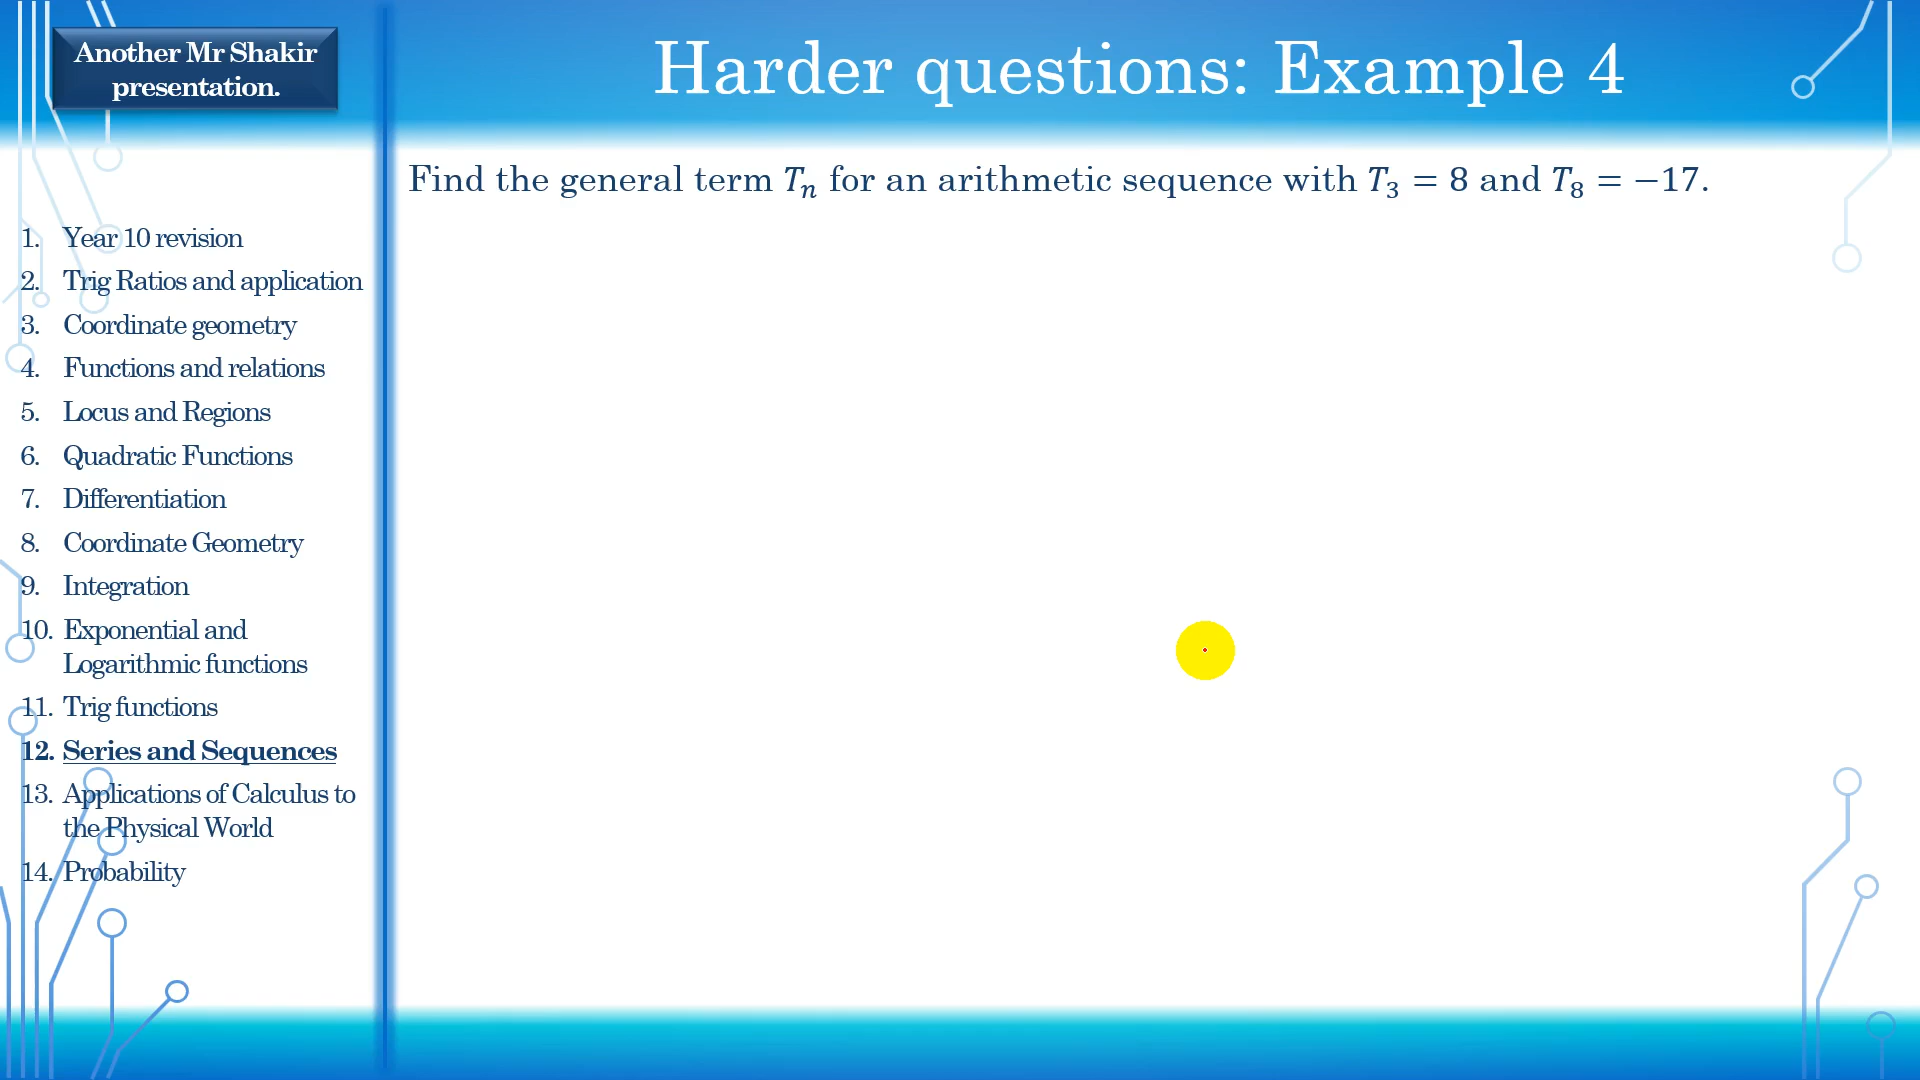 Another Mr Shakir
presentation.
Harder questions: Example 4
Find the general term Tₙ for an arithmetic sequence with T₃ = 8 and T₈ = −17.
1. Year 10 revision
2. Trig Ratios and application
3. Coordinate geometry
4. Functions and relations
5. Locus and Regions
6. Quadratic Functions
7. Differentiation
8. Coordinate Geometry
9. Integration
10. Exponential and
Logarithmic functions
11. Trig functions
12. Series and Sequences
13. Applications of Calculus to
the Physical World
14. Probability